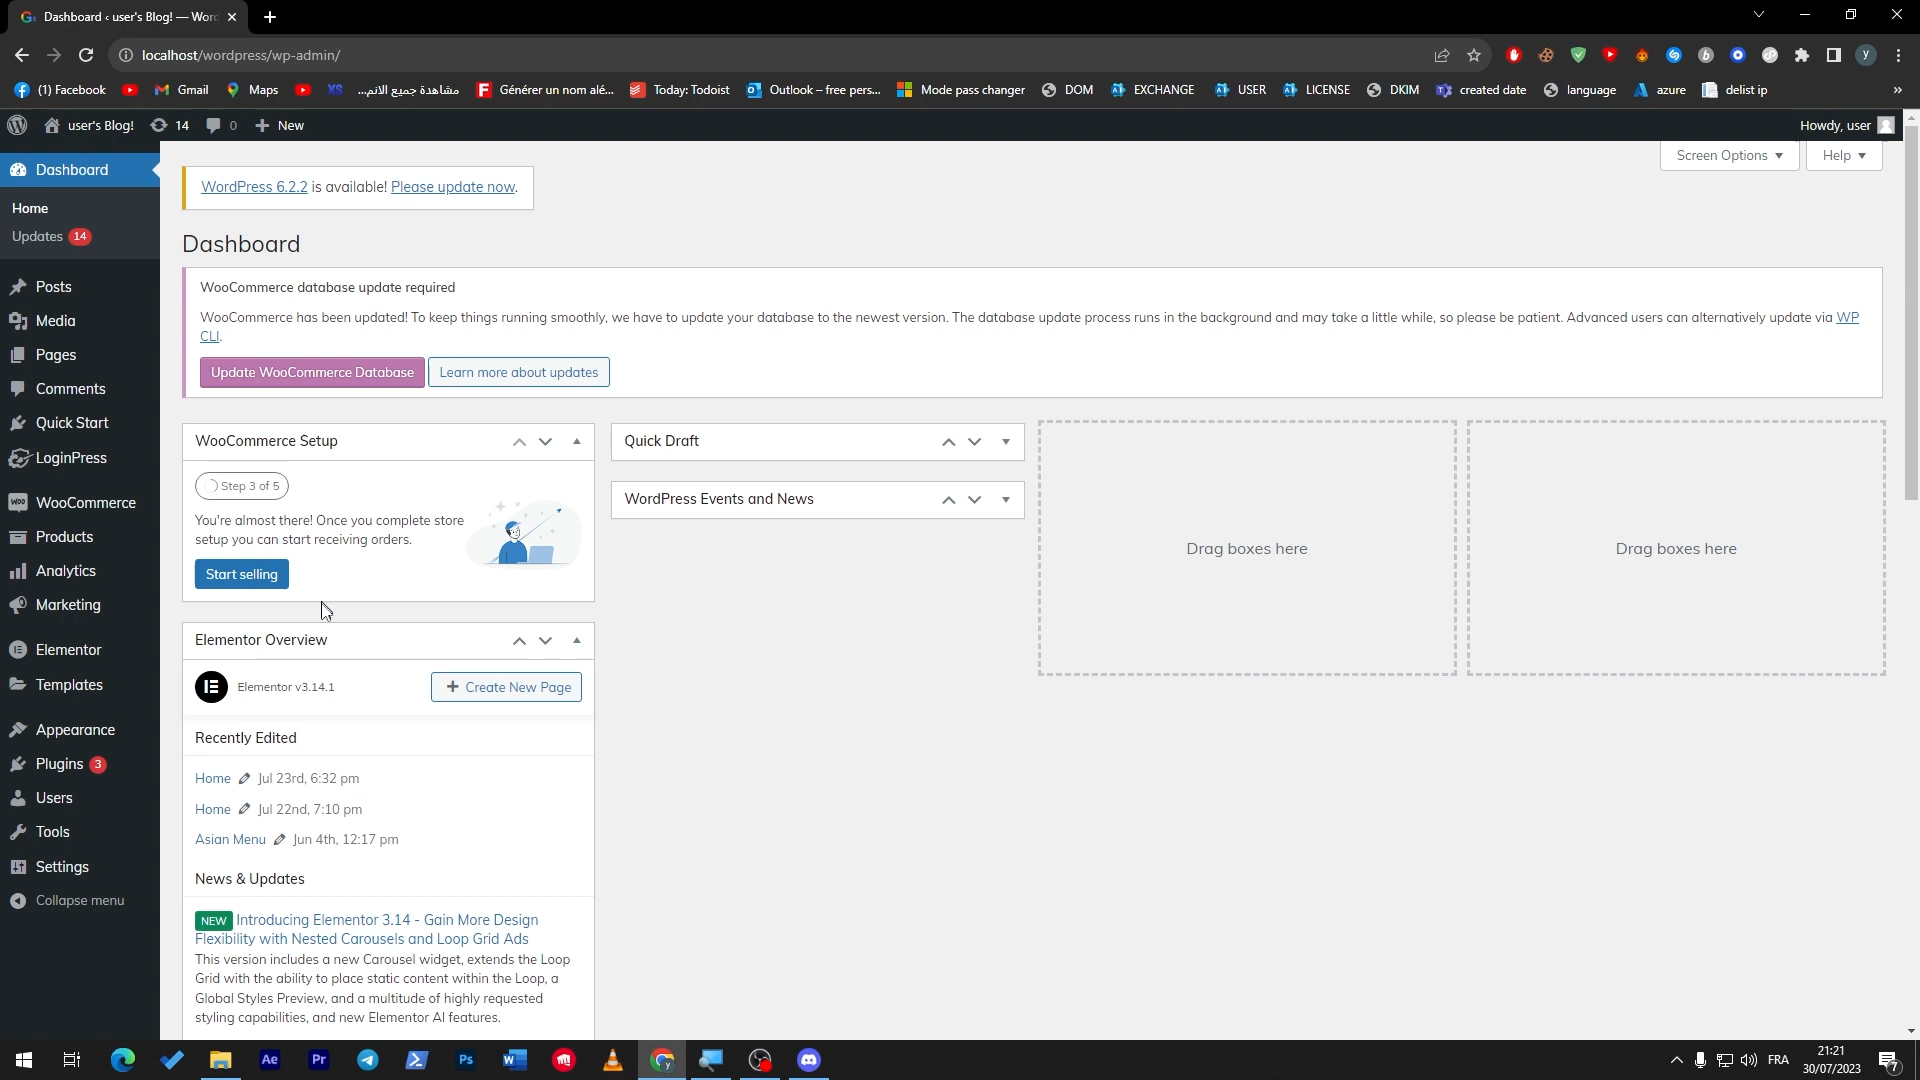 Dashboard ‹ user's Blog! — Wor
localhost/wordpress/wp-admin/
(1) Facebook
Gmail
Maps
XS
مشاهدة جميع الانم...
Générer un nom alé...
Today: Todoist
Outlook – free pers...
Mode pass changer
DOM
EXCHANGE
USER
LICENSE
DKIM
created date
language
azure
delist ip
»
user's Blog!
14
0
+ New
Howdy, user
Screen Options
Help
Dashboard
Home
Updates 14
Posts
Media
Pages
Comments
Quick Start
LoginPress
WooCommerce
Products
Analytics
Marketing
Elementor
Templates
Appearance
Plugins 3
Users
Tools
Settings
Collapse menu
WordPress 6.2.2 is available! Please update now.
Dashboard
WooCommerce database update required
WooCommerce has been updated! To keep things running smoothly, we have to update your database to the newest version. The database update process runs in the background and may take a little while, so please be patient. Advanced users can alternatively update via WP
CLI.
Update WooCommerce Database
Learn more about updates
WooCommerce Setup
Step 3 of 5
You're almost there! Once you complete store
setup you can start receiving orders.
Start selling
Quick Draft
WordPress Events and News
Drag boxes here
Drag boxes here
Elementor Overview
Elementor v3.14.1
+ Create New Page
Recently Edited
Home Jul 23rd, 6:32 pm
Home Jul 22nd, 7:10 pm
Asian Menu Jun 4th, 12:17 pm
News & Updates
NEW Introducing Elementor 3.14 - Gain More Design
Flexibility with Nested Carousels and Loop Grid Ads
This version includes a new Carousel widget, extends the Loop
Grid with the ability to place static content within the Loop, a
Global Styles Preview, and a multitude of highly requested
styling capabilities, and new Elementor AI features.
Ae
Pr
Ps
W
FRA
21:21
30/07/2023
7